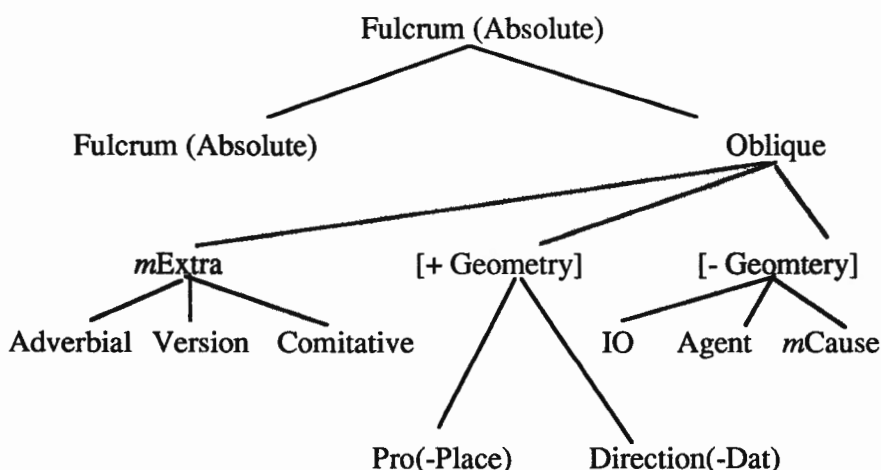 Fulcrum (Absolute)
Fulcrum (Absolute) Oblique
mExtra [+ Geometry] [- Geomtery]
Adverbial Version Comitative IO Agent mCause
Pro(-Place) Direction(-Dat)